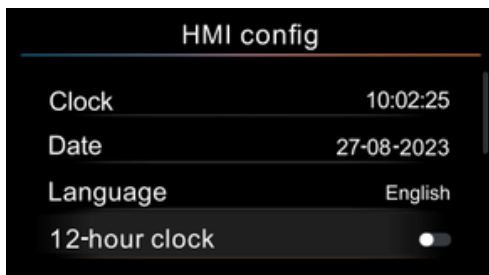 HMI config
Clock 10:02:25
Date 27-08-2023
Language English
12-hour clock